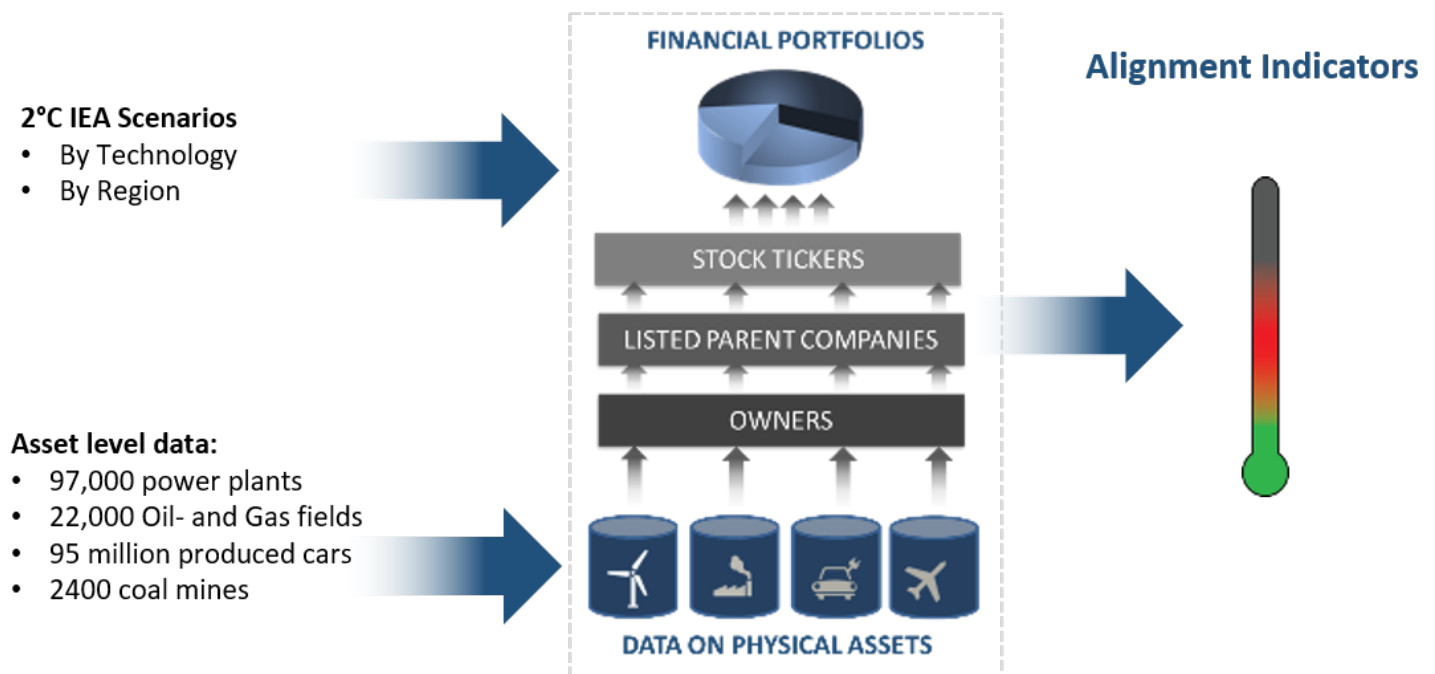 2°C IEA Scenarios
• By Technology
• By Region
Asset level data:
• 97,000 power plants
• 22,000 Oil- and Gas fields
• 95 million produced cars
• 2400 coal mines
FINANCIAL PORTFOLIOS
STOCK TICKERS
LISTED PARENT COMPANIES
OWNERS
DATA ON PHYSICAL ASSETS
Alignment Indicators